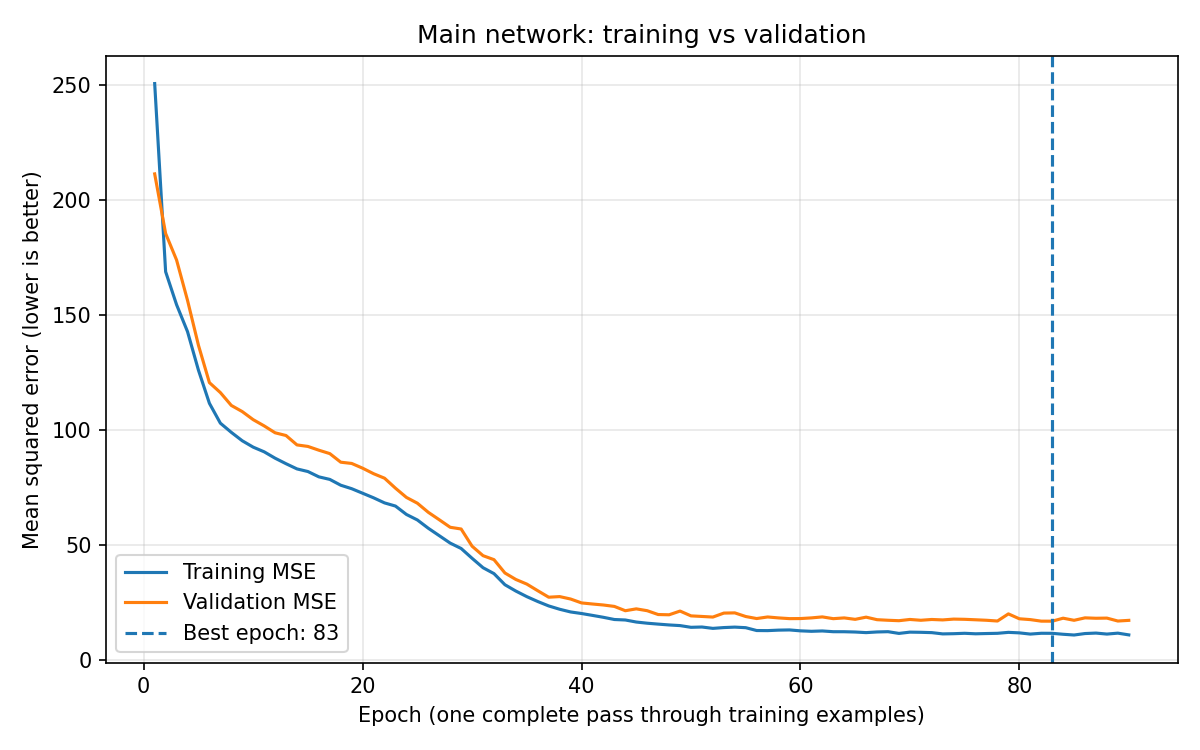 Main network: training vs validation
Mean squared error (lower is better)
250
200
150
100
50
0
Training MSE
Validation MSE
Best epoch: 83
0 20 40 60 80
Epoch (one complete pass through training examples)